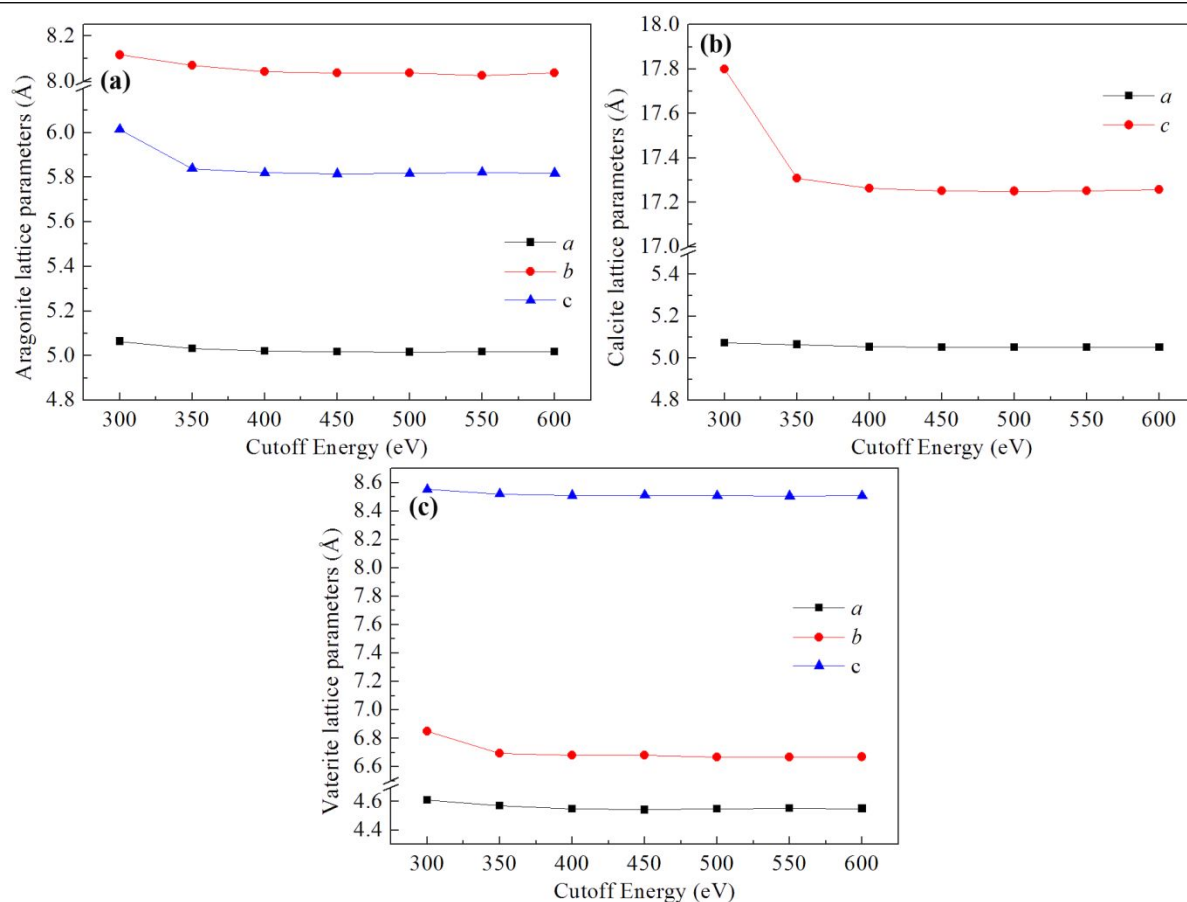 (a)
Aragonite lattice parameters (Å)
8.2
8.0
6.0
5.8
5.6
5.4
5.2
5.0
4.8
a
b
c
300 350 400 450 500 550 600
Cutoff Energy (eV)
(b)
Calcite lattice parameters (Å)
18.0
17.8
17.6
17.4
17.2
17.0
5.4
5.2
5.0
4.8
a
c
300 350 400 450 500 550 600
Cutoff Energy (eV)
(c)
Vaterite lattice parameters (Å)
8.6
8.4
8.2
8.0
7.8
7.6
7.4
7.2
7.0
6.8
6.6
4.6
4.4
a
b
c
300 350 400 450 500 550 600
Cutoff Energy (eV)